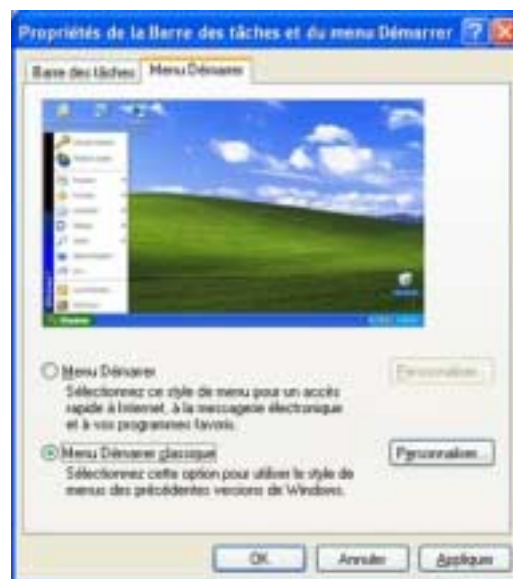 Propriétés de la Barre des tâches et du menu Démarrer
Barre des tâches
Menu Démarrer
Menu Démarrer
Personnaliser...
Sélectionnez ce style de menu pour un accès
rapide à Internet, à la messagerie électronique
et à vos programmes favoris.
Menu Démarrer classique
Personnaliser...
Sélectionnez cette option pour utiliser le style de
menus des précédentes versions de Windows.
OK
Annuler
Appliquer